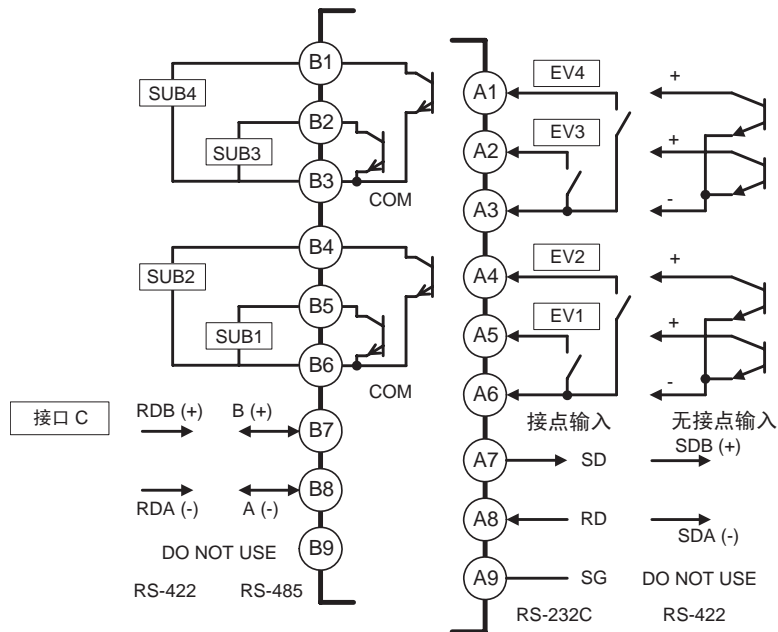 B1
SUB4
B2
SUB3
B3
COM
B4
SUB2
B5
SUB1
B6
COM
接口 C
RDB (+)
B (+)
B7
RDA (-)
A (-)
B8
DO NOT USE
B9
RS-422
RS-485
A1
EV4
+
A2
EV3
+
A3
-
A4
EV2
+
A5
EV1
+
A6
-
接点输入
无接点输入
A7
SD
SDB (+)
A8
RD
SDA (-)
A9
SG
DO NOT USE
RS-232C
RS-422